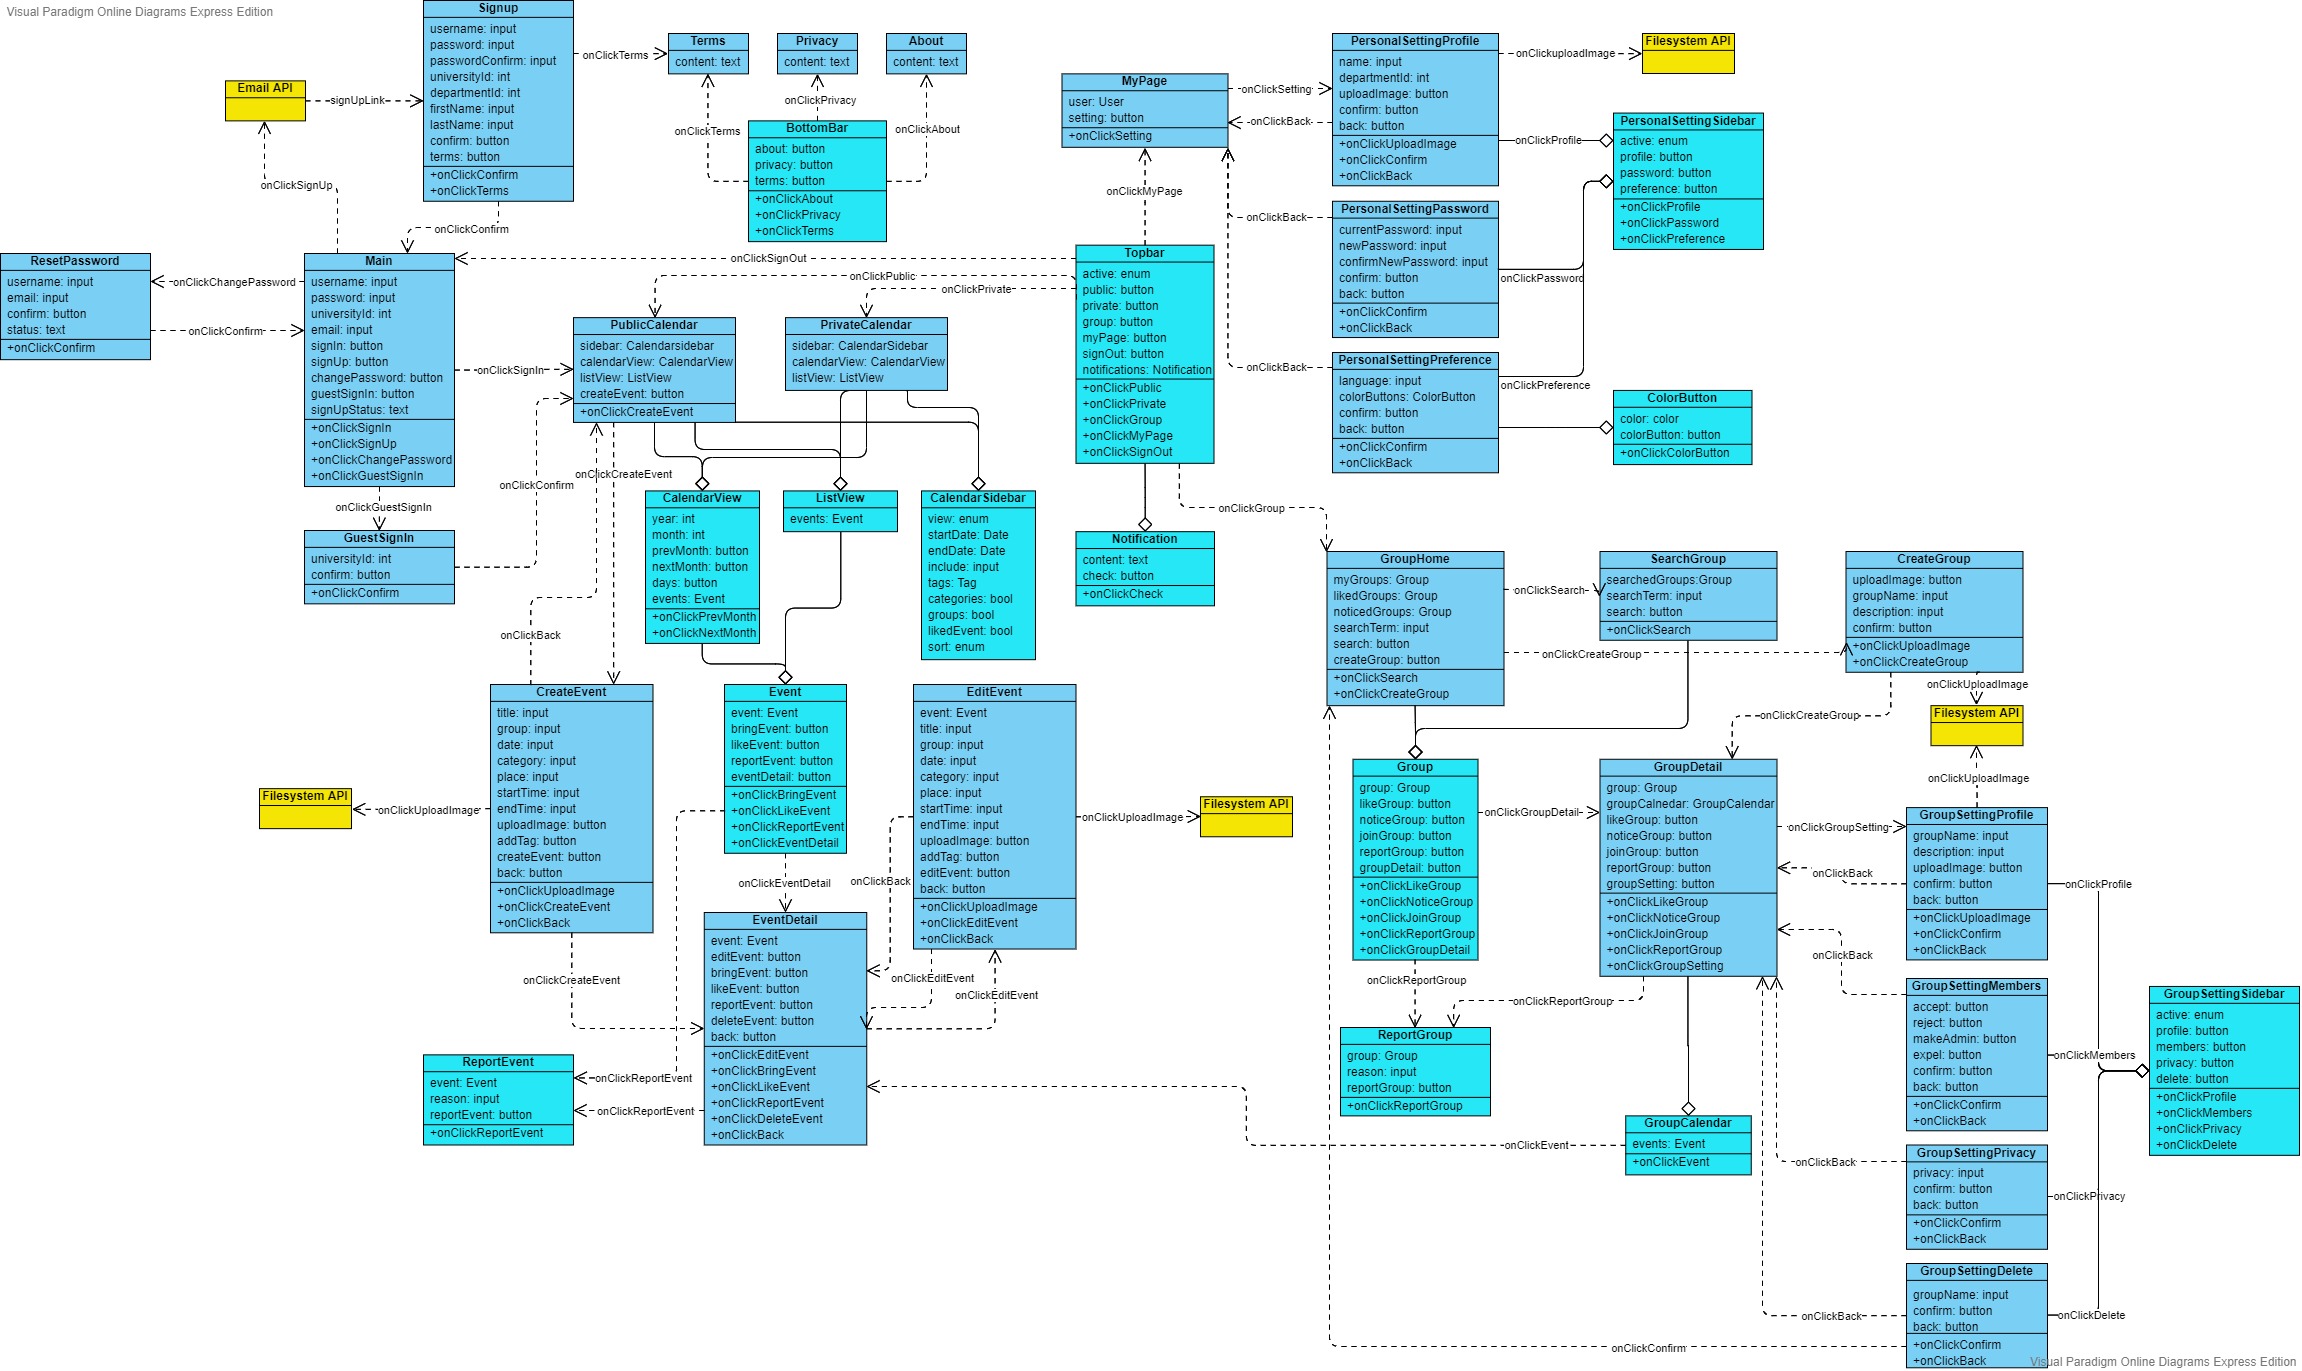 Visual Paradigm Online Diagrams Express Edition
Signup
username: input
password: input
passwordConfirm: input
universityId: int
departmentId: int
firstName: input
lastName: input
confirm: button
terms: button
+onClickConfirm
+onClickTerms
onClickTerms
Terms
content: text
Privacy
content: text
About
content: text
onClickTerms
onClickPrivacy
onClickAbout
BottomBar
about: button
privacy: button
terms: button
+onClickAbout
+onClickPrivacy
+onClickTerms
Email API
signUpLink
onClickSignUp
onClickConfirm
ResetPassword
username: input
email: input
confirm: button
status: text
+onClickConfirm
onClickChangePassword
onClickConfirm
Main
username: input
password: input
universityId: int
email: input
signIn: button
signUp: button
changePassword: button
guestSignIn: button
signUpStatus: text
+onClickSignIn
+onClickSignUp
+onClickChangePassword
+onClickGuestSignIn
onClickGuestSignIn
GuestSignIn
universityId: int
confirm: button
+onClickConfirm
onClickSignIn
onClickConfirm
onClickSignOut
onClickPublic
onClickPrivate
PublicCalendar
sidebar: Calendarsidebar
calendarView: CalendarView
listView: ListView
createEvent: button
+onClickCreateEvent
PrivateCalendar
sidebar: CalendarSidebar
calendarView: CalendarView
listView: ListView
onClickCreateEvent
onClickBack
CalendarView
year: int
month: int
prevMonth: button
nextMonth: button
days: button
events: Event
+onClickPrevMonth
+onClickNextMonth
ListView
events: Event
CalendarSidebar
view: enum
startDate: Date
endDate: Date
include: input
tags: Tag
categories: bool
groups: bool
likedEvent: bool
sort: enum
MyPage
user: User
setting: button
+onClickSetting
onClickSetting
onClickBack
onClickMyPage
Topbar
active: enum
public: button
private: button
group: button
myPage: button
signOut: button
notifications: Notification
+onClickPublic
+onClickPrivate
+onClickGroup
+onClickMyPage
+onClickSignOut
onClickGroup
Notification
content: text
check: button
+onClickCheck
PersonalSettingProfile
name: input
departmentId: int
uploadImage: button
confirm: button
back: button
+onClickUploadImage
+onClickConfirm
+onClickBack
onClickuploadImage
Filesystem API
onClickProfile
PersonalSettingSidebar
active: enum
profile: button
password: button
preference: button
+onClickProfile
+onClickPassword
+onClickPreference
onClickBack
PersonalSettingPassword
currentPassword: input
newPassword: input
confirmNewPassword: input
confirm: button
back: button
+onClickConfirm
+onClickBack
onClickPassword
onClickBack
PersonalSettingPreference
language: input
colorButtons: ColorButton
confirm: button
back: button
+onClickConfirm
+onClickBack
onClickPreference
ColorButton
color: color
colorButton: button
+onClickColorButton
GroupHome
myGroups: Group
likedGroups: Group
noticedGroups: Group
searchTerm: input
search: button
createGroup: button
+onClickSearch
+onClickCreateGroup
onClickSearch
onClickCreateGroup
SearchGroup
searchedGroups:Group
searchTerm: input
search: button
+onClickSearch
CreateGroup
uploadImage: button
groupName: input
description: input
confirm: button
+onClickUploadImage
+onClickCreateGroup
onClickUploadImage
onClickCreateGroup
Filesystem API
onClickUploadImage
CreateEvent
title: input
group: input
date: input
category: input
place: input
startTime: input
endTime: input
uploadImage: button
addTag: button
createEvent: button
back: button
+onClickUploadImage
+onClickCreateEvent
+onClickBack
Filesystem API
onClickUploadImage
onClickCreateEvent
Event
event: Event
bringEvent: button
likeEvent: button
reportEvent: button
eventDetail: button
+onClickBringEvent
+onClickLikeEvent
+onClickReportEvent
+onClickEventDetail
onClickEventDetail
EditEvent
event: Event
title: input
group: input
date: input
category: input
place: input
startTime: input
endTime: input
uploadImage: button
addTag: button
editEvent: button
back: button
+onClickUploadImage
+onClickEditEvent
+onClickBack
onClickUploadImage
Filesystem API
onClickBack
onClickEditEvent
onClickEditEvent
EventDetail
event: Event
editEvent: button
bringEvent: button
likeEvent: button
reportEvent: button
deleteEvent: button
back: button
+onClickEditEvent
+onClickBringEvent
+onClickLikeEvent
+onClickReportEvent
+onClickDeleteEvent
+onClickBack
ReportEvent
event: Event
reason: input
reportEvent: button
+onClickReportEvent
onClickReportEvent
onClickReportEvent
Group
group: Group
likeGroup: button
noticeGroup: button
joinGroup: button
reportGroup: button
groupDetail: button
+onClickLikeGroup
+onClickNoticeGroup
+onClickJoinGroup
+onClickReportGroup
+onClickGroupDetail
onClickGroupDetail
onClickReportGroup
onClickReportGroup
ReportGroup
group: Group
reason: input
reportGroup: button
+onClickReportGroup
GroupDetail
group: Group
groupCalnedar: GroupCalendar
likeGroup: button
noticeGroup: button
joinGroup: button
reportGroup: button
groupSetting: button
+onClickLikeGroup
+onClickNoticeGroup
+onClickJoinGroup
+onClickReportGroup
+onClickGroupSetting
onClickGroupSetting
onClickBack
onClickBack
GroupCalendar
events: Event
+onClickEvent
onClickEvent
GroupSettingProfile
groupName: input
description: input
uploadImage: button
confirm: button
back: button
+onClickUploadImage
+onClickConfirm
+onClickBack
onClickProfile
GroupSettingMembers
accept: button
reject: button
makeAdmin: button
expel: button
confirm: button
back: button
+onClickConfirm
+onClickBack
onClickMembers
GroupSettingSidebar
active: enum
profile: button
members: button
privacy: button
delete: button
+onClickProfile
+onClickMembers
+onClickPrivacy
+onClickDelete
onClickBack
GroupSettingPrivacy
privacy: input
confirm: button
back: button
+onClickConfirm
+onClickBack
onClickPrivacy
onClickBack
GroupSettingDelete
groupName: input
confirm: button
back: button
+onClickConfirm
+onClickBack
onClickDelete
onClickConfirm
Visual Paradigm Online Diagrams Express Edition